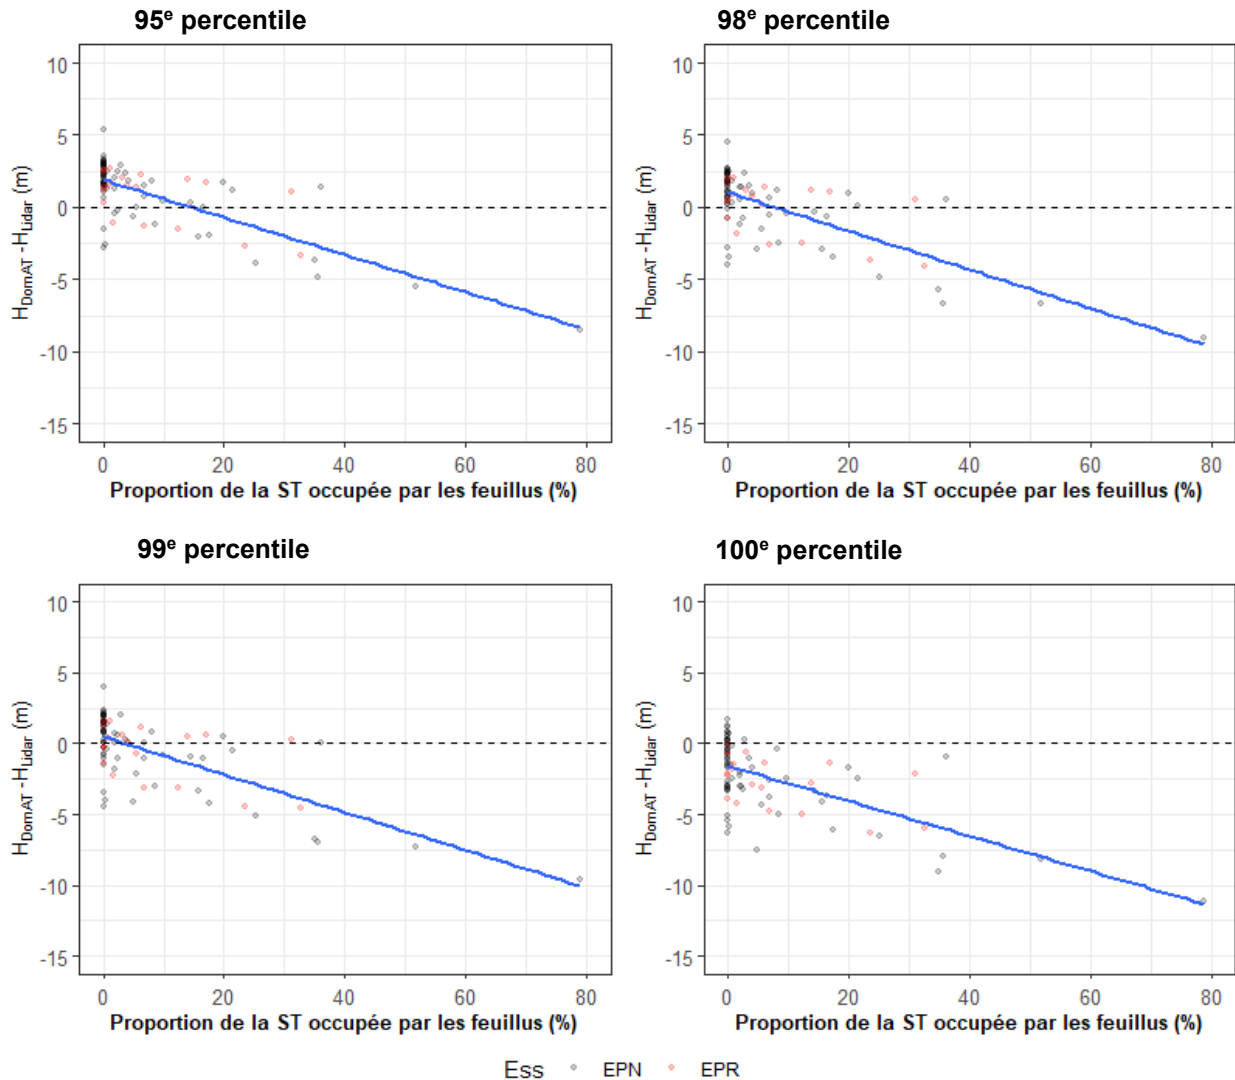 95e percentile
10
5
0
-5
-10
-15
HDomAT -HLidar (m)
0 20 40 60 80
Proportion de la ST occupée par les feuillus (%)
98e percentile
10
5
0
-5
-10
-15
HDomAT -HLidar (m)
0 20 40 60 80
Proportion de la ST occupée par les feuillus (%)
99e percentile
10
5
0
-5
-10
-15
HDomAT -HLidar (m)
0 20 40 60 80
Proportion de la ST occupée par les feuillus (%)
100e percentile
10
5
0
-5
-10
-15
HDomAT -HLidar (m)
0 20 40 60 80
Proportion de la ST occupée par les feuillus (%)
Ess EPN EPR